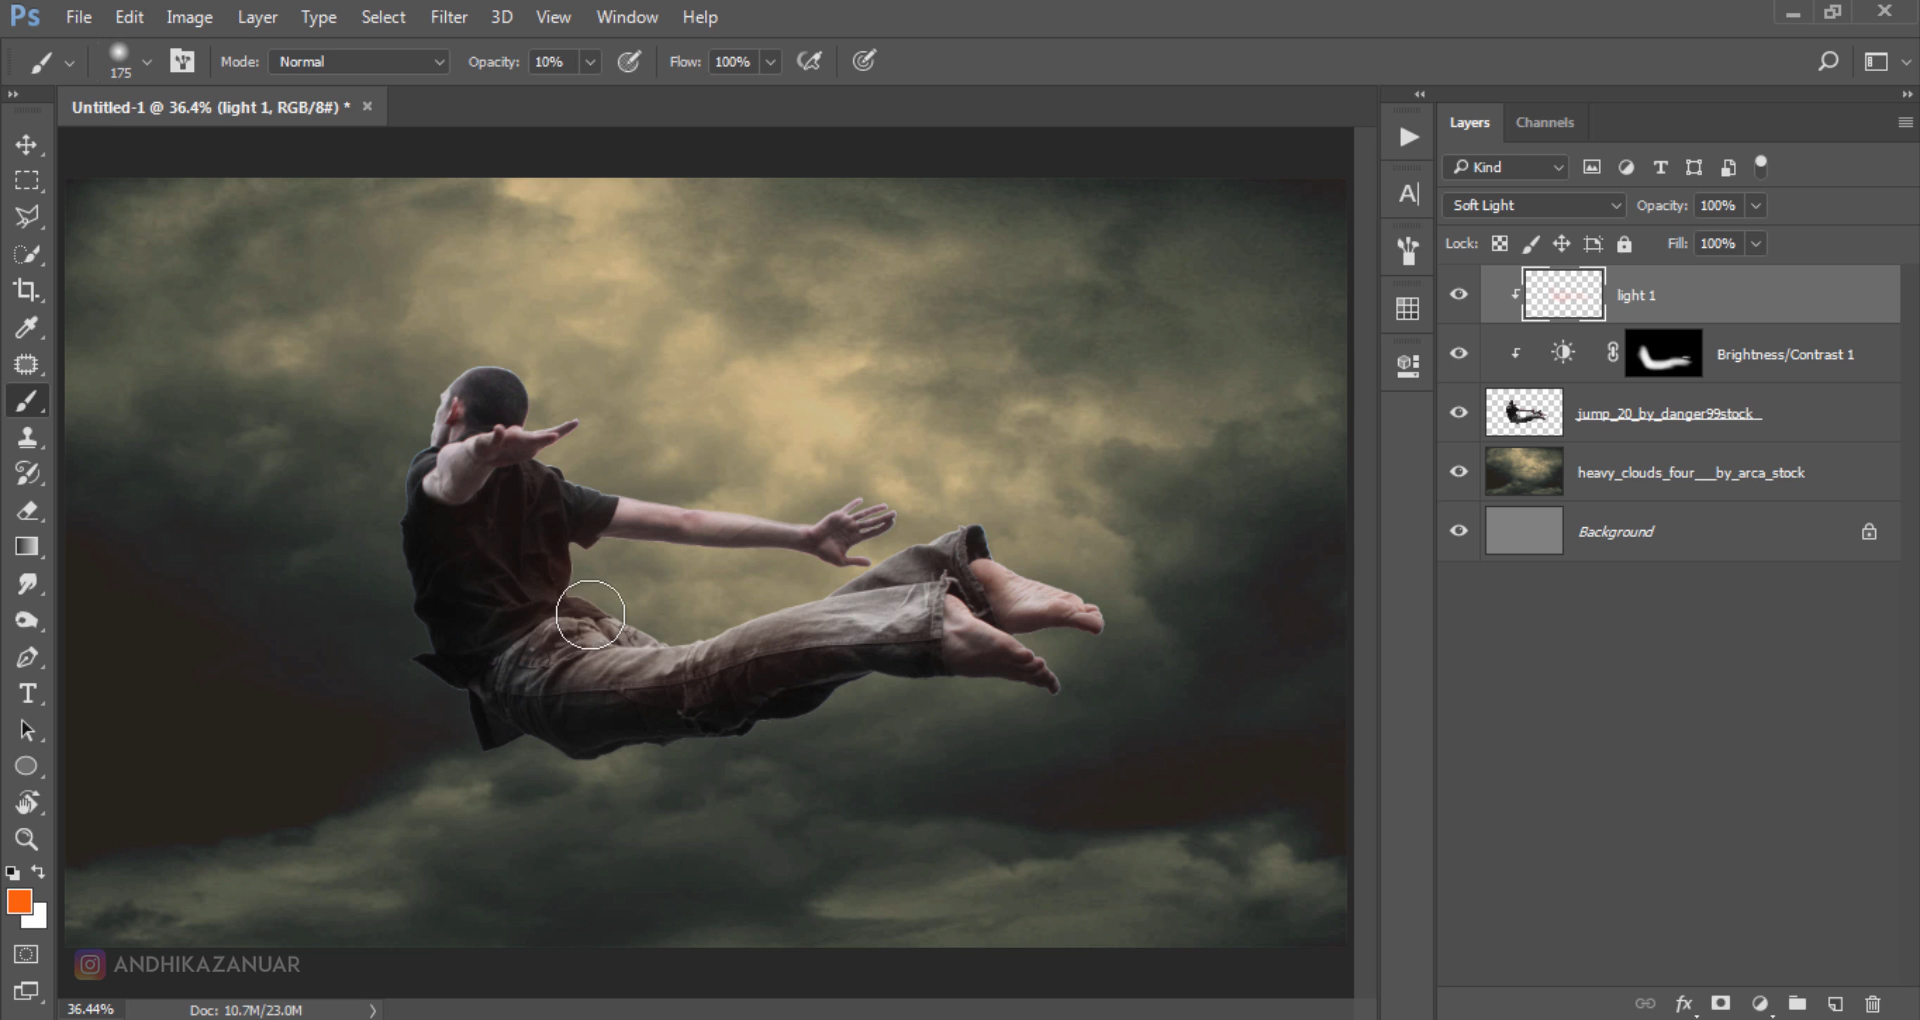 Ps File Edit Image Layer Type Select Filter 3D View Window Help
175 Mode: Normal Opacity: 10% Flow: 100%
Untitled-1 @ 36.4% (light 1, RGB/8#) *
Layers Channels
Kind
Soft Light Opacity: 100%
Lock: Fill: 100%
light 1
Brightness/Contrast 1
jump_20_by_danger99stock
heavy_clouds_four___by_arca_stock
Background
ANDHIKAZANUAR
36.44% Doc: 10.7M/23.0M